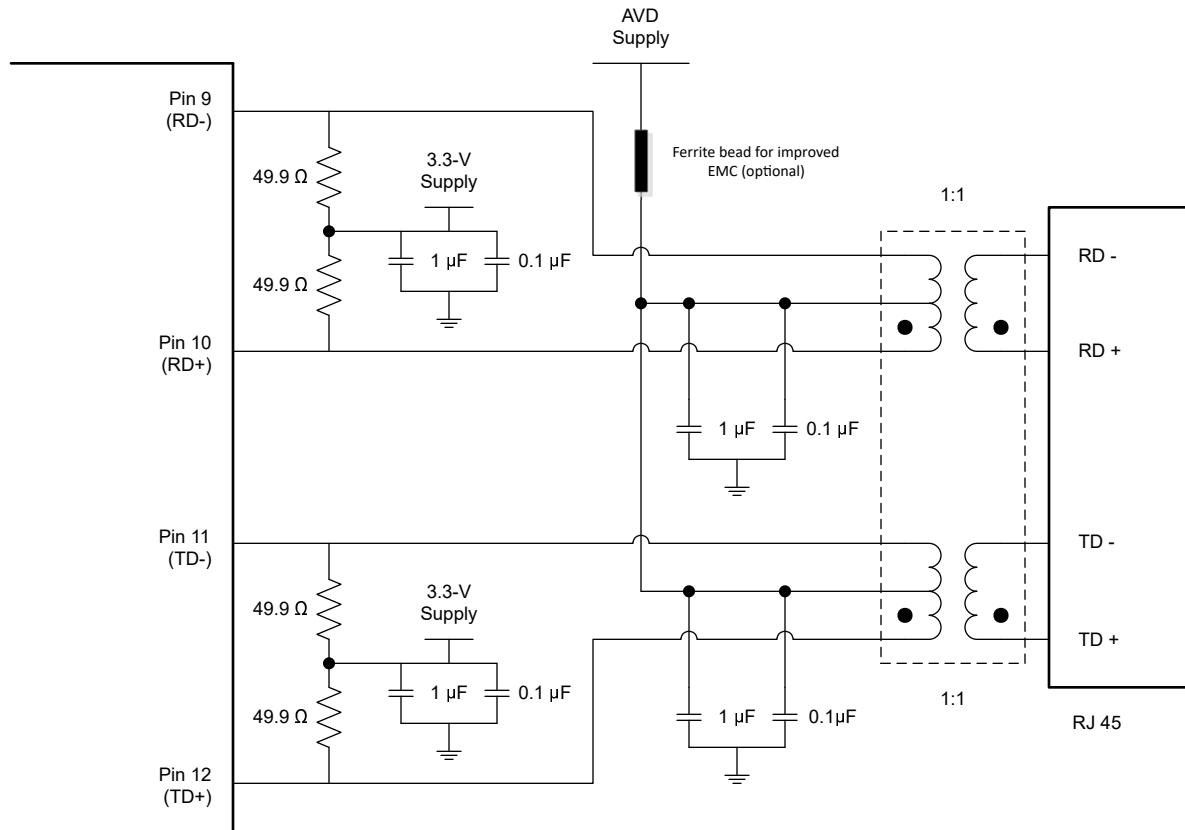 AVD
Supply
Pin 9
(RD-)
49.9 Ω
3.3-V
Supply
Ferrite bead for improved
EMC (optional)
1:1
RD -
1 µF
0.1 µF
49.9 Ω
Pin 10
(RD+)
RD +
1 µF
0.1 µF
Pin 11
(TD-)
TD -
49.9 Ω
3.3-V
Supply
TD +
1 µF
0.1 µF
49.9 Ω
1 µF
0.1µF
1:1
RJ 45
Pin 12
(TD+)